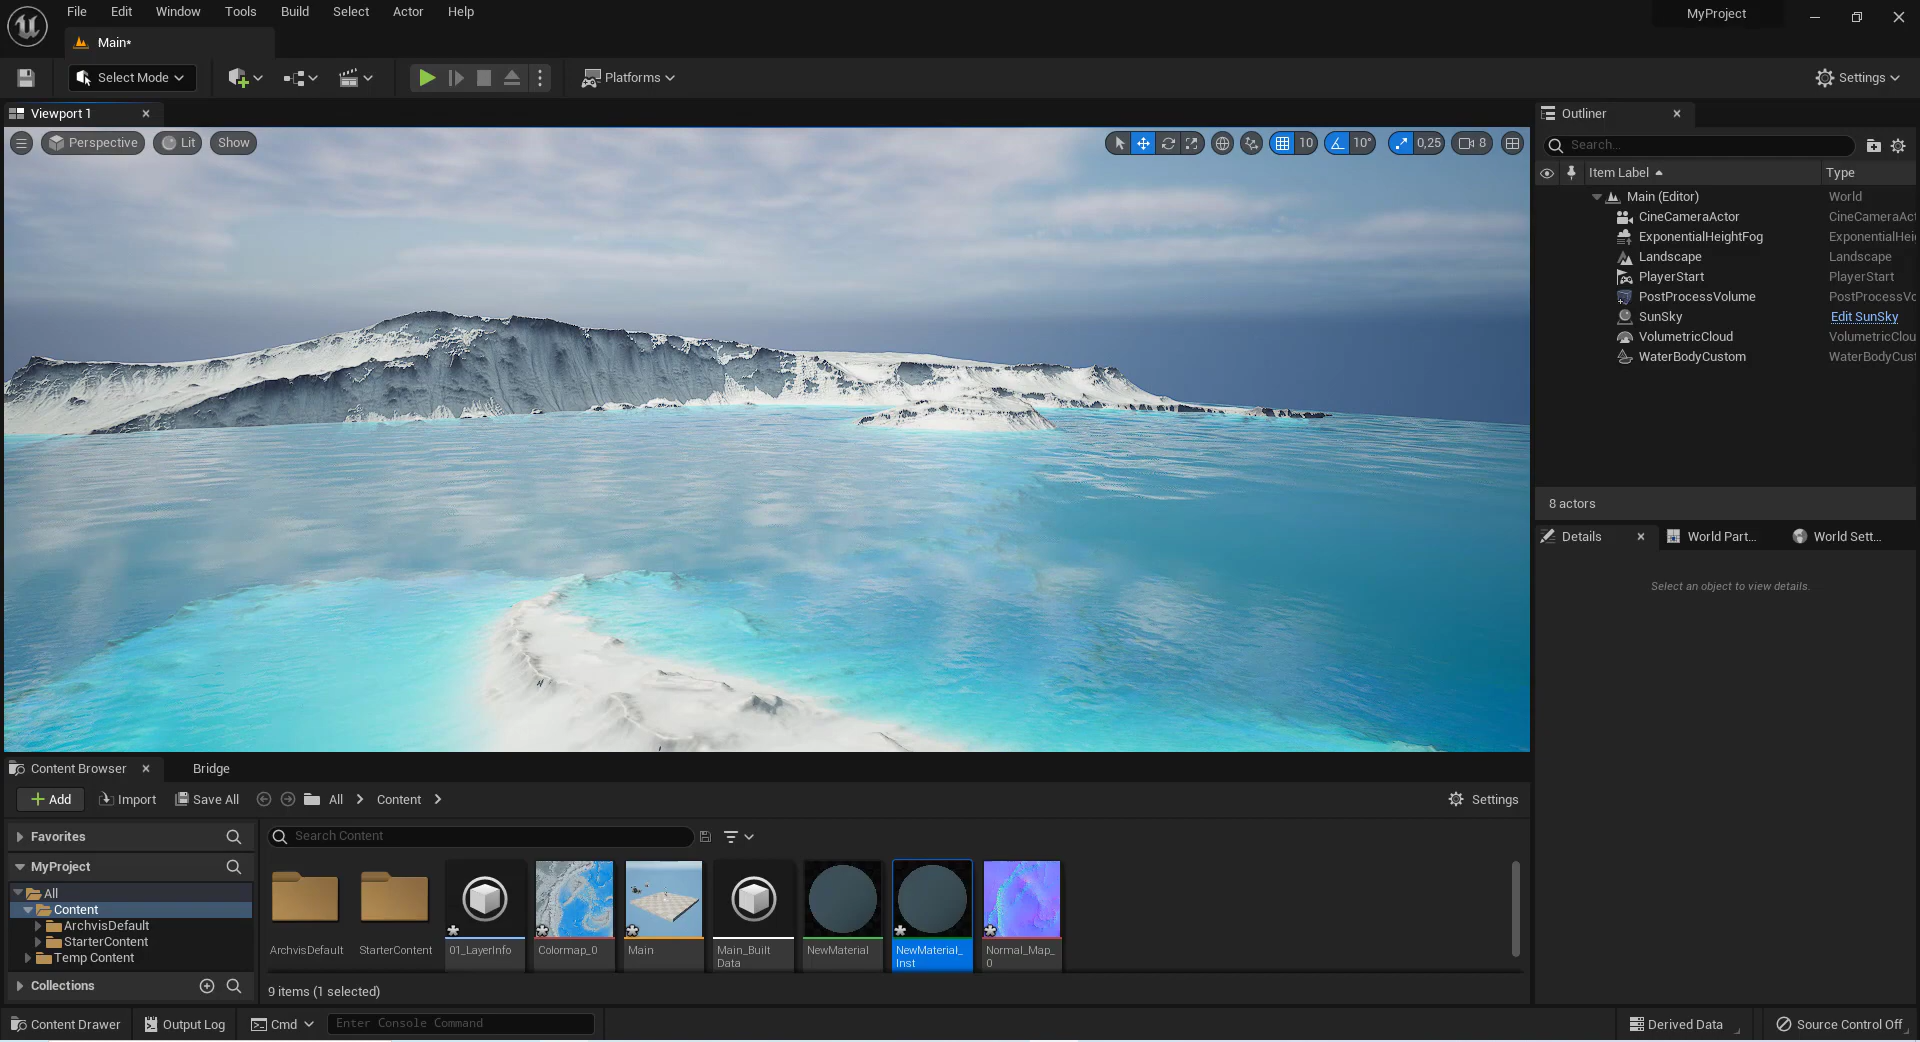 File Edit Window Tools Build Select Actor Help
MyProject
Main*
Select Mode
Platforms
Settings
Viewport 1
Outliner
Perspective Lit Show
10 10° 0,25 8
Search...
Item Label Type
Main (Editor) World
CineCameraActor CineCameraAct
ExponentialHeightFog ExponentialHei
Landscape Landscape
PlayerStart PlayerStart
PostProcessVolume PostProcessVo
SunSky Edit SunSky
VolumetricCloud VolumetricClou
WaterBodyCustom WaterBodyCust
8 actors
Details World Part... World Sett...
Select an object to view details.
Content Browser Bridge
Add Import Save All All Content Settings
Favorites
Search Content
MyProject
All
Content
ArchvisDefault
StarterContent
Temp Content
Collections
ArchvisDefault
StarterContent
01_LayerInfo
Colormap_0
Main
Main_Built
Data
NewMaterial
NewMaterial_
Inst
Normal_Map_
0
9 items (1 selected)
Content Drawer Output Log Cmd Enter Console Command Derived Data Source Control Off